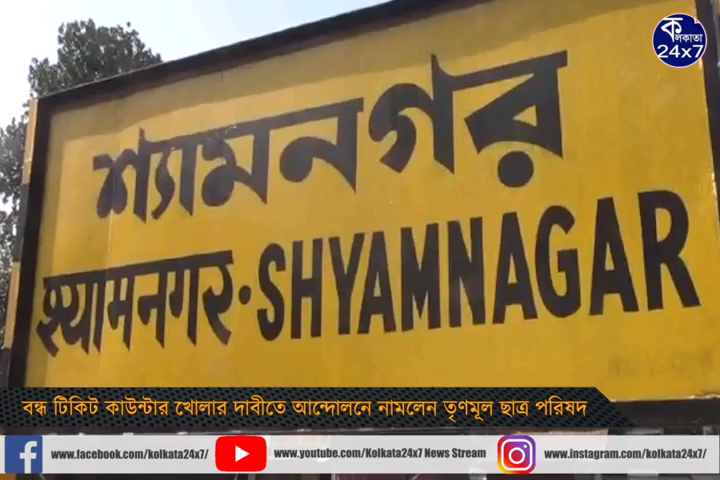 কলকাতা
24x7
শ্যামনগর
श्यामनगर·SHYAMNAGAR
বন্ধ টিকিট কাউন্টার খোলার দাবীতে আন্দোলনে নামলেন তৃণমূল ছাত্র পরিষদ
www.facebook.com/kolkata24x7/ www.youtube.com/Kolkata24x7 News Stream www.instagram.com/kolkata24x7/